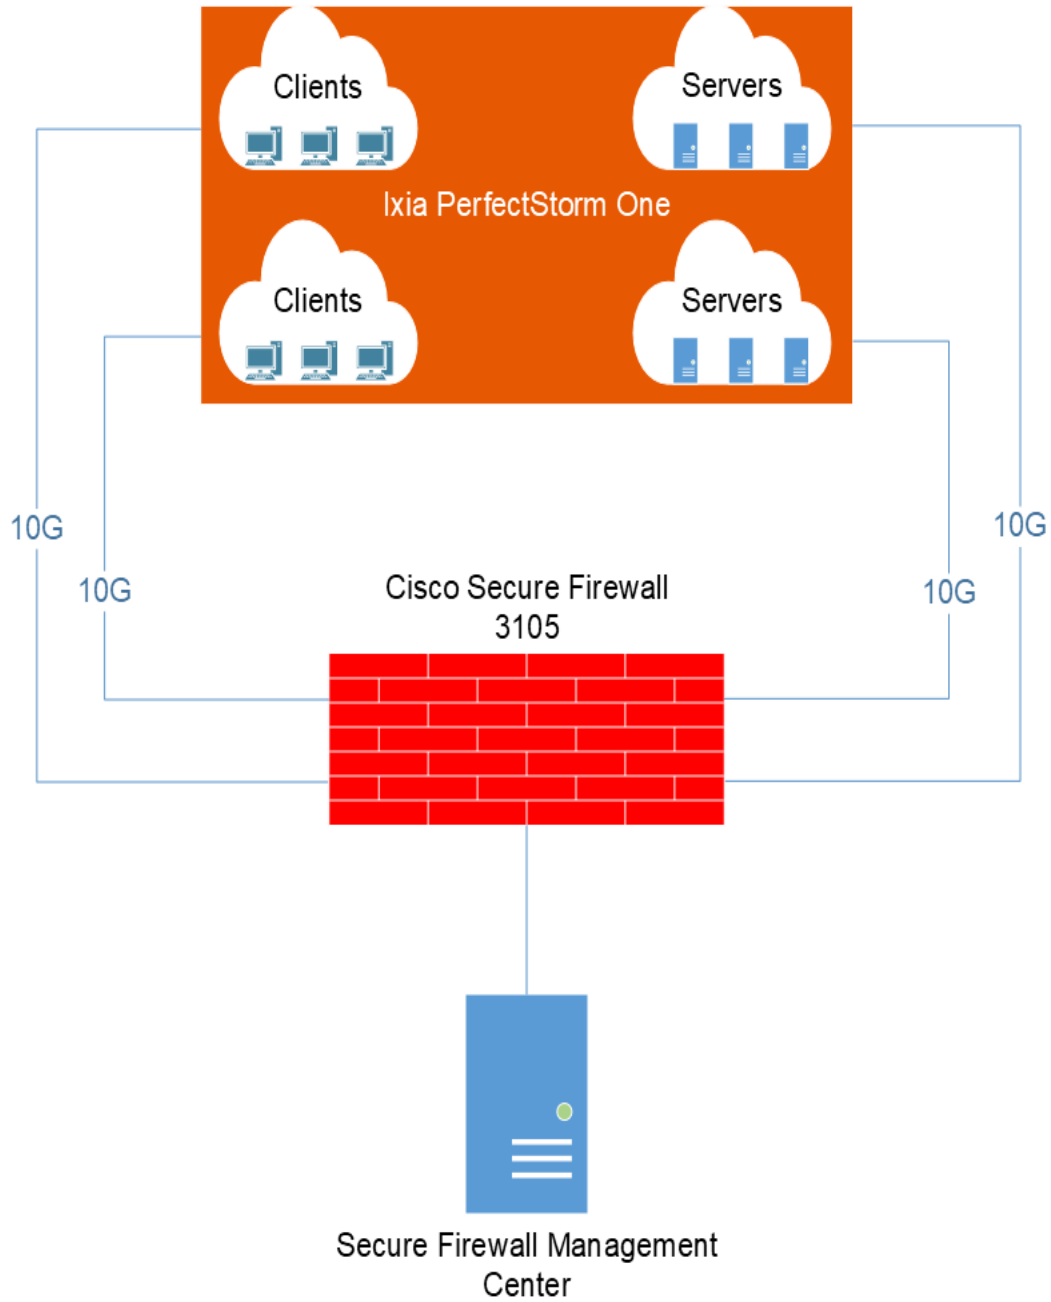 Clients
Servers
Ixia PerfectStorm One
Clients
Servers
10G
10G
10G
10G
Cisco Secure Firewall
3105
Secure Firewall Management
Center